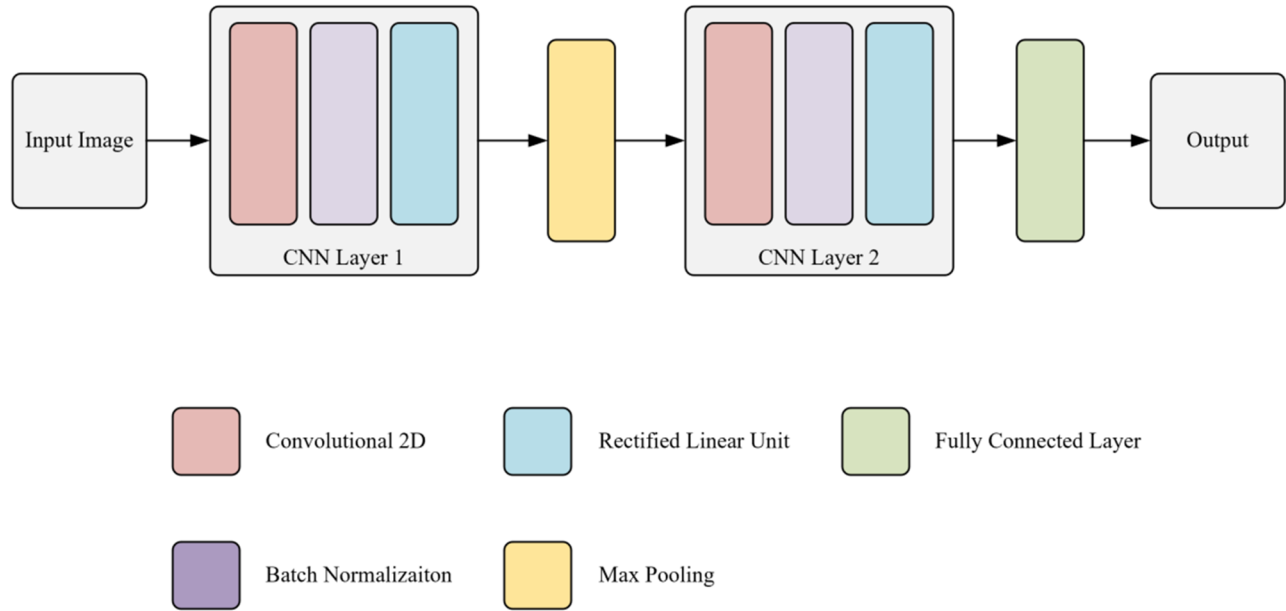 Input Image
CNN Layer 1
CNN Layer 2
Output
Convolutional 2D
Rectified Linear Unit
Fully Connected Layer
Batch Normalizaiton
Max Pooling